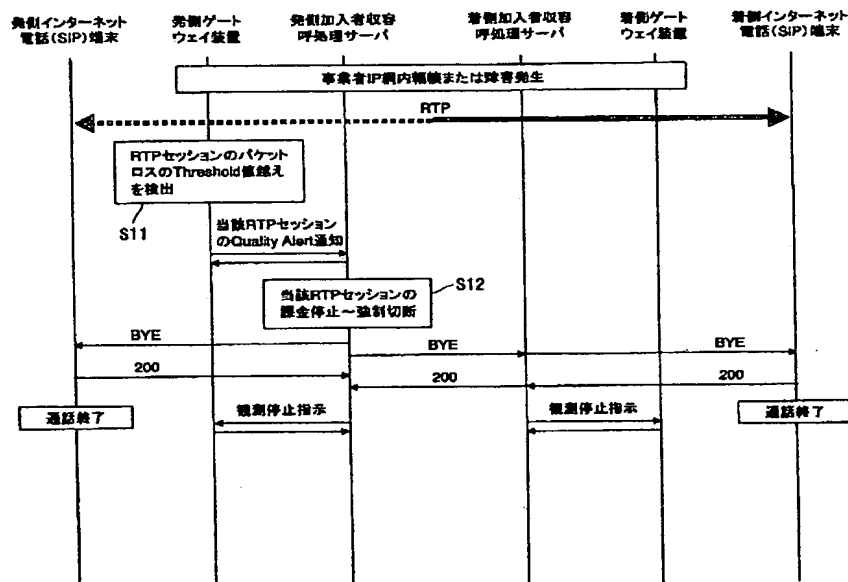 発側インターネット
電話(SIP)端末
発側ゲート
ウェイ装置
発側加入者収容
呼処理サーバ
着側加入者収容
呼処理サーバ
着側ゲート
ウェイ装置
着側インターネット
電話(SIP)端末
事業者IP網内輻輳または障害発生
RTP
RTPセッションのパケット
ロスのThreshold値越え
を検出
S11
当該RTPセッション
のQuality Alert通知
当該RTPセッションの
課金停止〜強制切断
S12
BYE
BYE
BYE
200
200
200
通話終了
観測停止指示
観測停止指示
通話終了